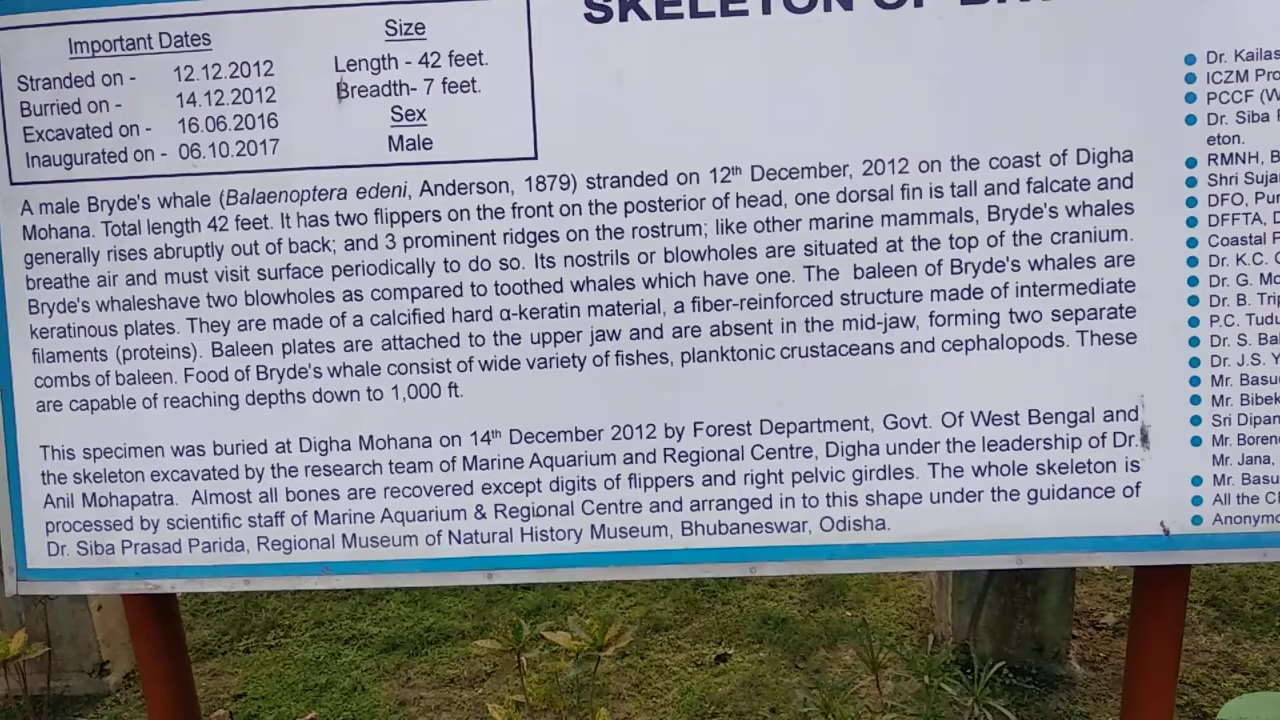 SKELETON OF
Important Dates
Stranded on - 12.12.2012
Burried on - 14.12.2012
Excavated on - 16.06.2016
Inaugurated on - 06.10.2017
Size
Length - 42 feet.
Breadth- 7 feet.
Sex
Male
A male Bryde's whale (Balaenoptera edeni, Anderson, 1879) stranded on 12th December, 2012 on the coast of Digha
Mohana. Total length 42 feet. It has two flippers on the front on the posterior of head, one dorsal fin is tall and falcate and
generally rises abruptly out of back; and 3 prominent ridges on the rostrum; like other marine mammals, Bryde's whales
breathe air and must visit surface periodically to do so. Its nostrils or blowholes are situated at the top of the cranium.
Bryde's whaleshave two blowholes as compared to toothed whales which have one. The baleen of Bryde's whales are
keratinous plates. They are made of a calcified hard α-keratin material, a fiber-reinforced structure made of intermediate
filaments (proteins). Baleen plates are attached to the upper jaw and are absent in the mid-jaw, forming two separate
combs of baleen. Food of Bryde's whale consist of wide variety of fishes, planktonic crustaceans and cephalopods. These
are capable of reaching depths down to 1,000 ft.
This specimen was buried at Digha Mohana on 14th December 2012 by Forest Department, Govt. Of West Bengal and
the skeleton excavated by the research team of Marine Aquarium and Regional Centre, Digha under the leadership of Dr.
Anil Mohapatra. Almost all bones are recovered except digits of flippers and right pelvic girdles. The whole skeleton is
processed by scientific staff of Marine Aquarium & Regional Centre and arranged in to this shape under the guidance of
Dr. Siba Prasad Parida, Regional Museum of Natural History Museum, Bhubaneswar, Odisha.
Dr. Kailas
ICZM Pro
PCCF (W
Dr. Siba
eton.
RMNH, B
Shri Suja
DFO, Pur
DFFTA, D
Coastal
Dr. K.C.
Dr. G. Mo
Dr. B. Trip
P.C. Tudu
Dr. S. Bal
Dr. J.S. Y
Mr. Basu
Mr. Bibek
Sri Dipan
Mr. Boren
Mr. Jana,
Mr. Basu
All the
Anonymo